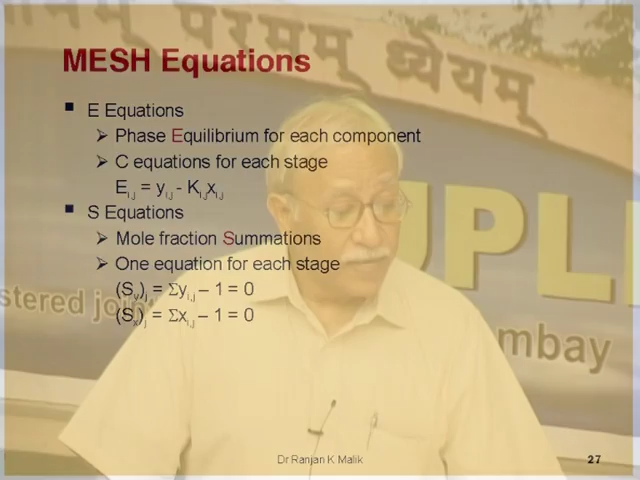 म् परमम् ध्येयम्
MESH Equations
▪ E Equations
➢ Phase Equilibrium for each component
➢ C equations for each stage
Ei,j = yi,j - Ki,jxi,j
▪ S Equations
➢ Mole fraction Summations
➢ One equation for each stage
(Sy)j = Σyi,j – 1 = 0
(Sx)j = Σxi,j – 1 = 0
UPLI
stered joi
mbay
Dr Ranjan K Malik
27